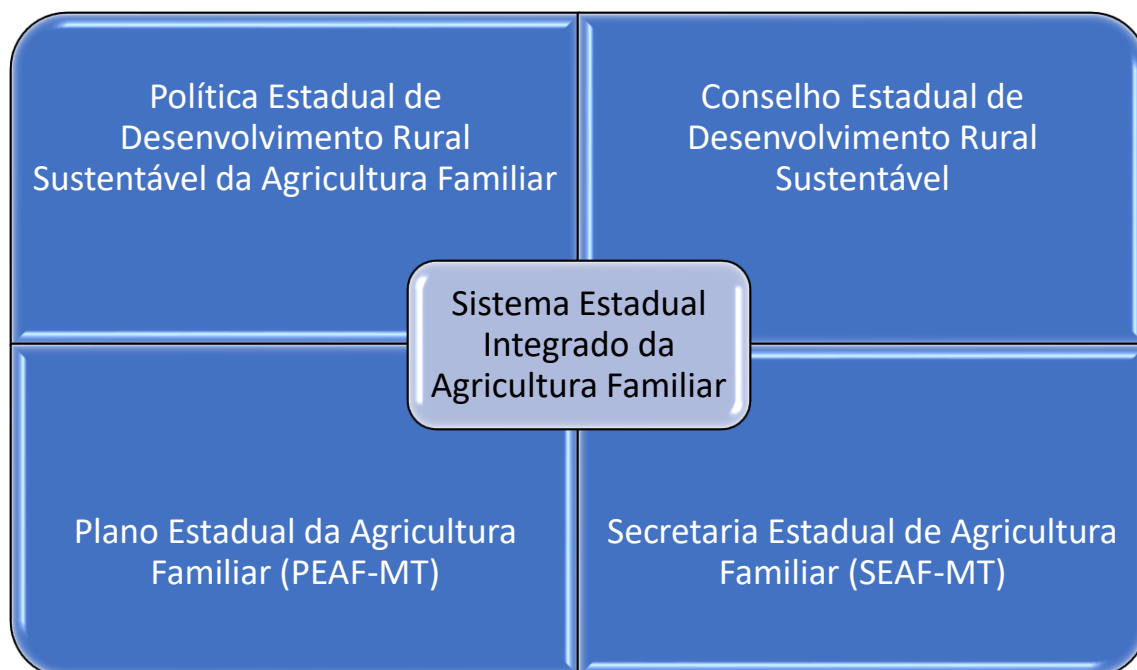 Política Estadual de
Desenvolvimento Rural
Sustentável da Agricultura Familiar
Conselho Estadual de
Desenvolvimento Rural
Sustentável
Sistema Estadual
Integrado da
Agricultura Familiar
Plano Estadual da Agricultura
Familiar (PEAF-MT)
Secretaria Estadual de Agricultura
Familiar (SEAF-MT)